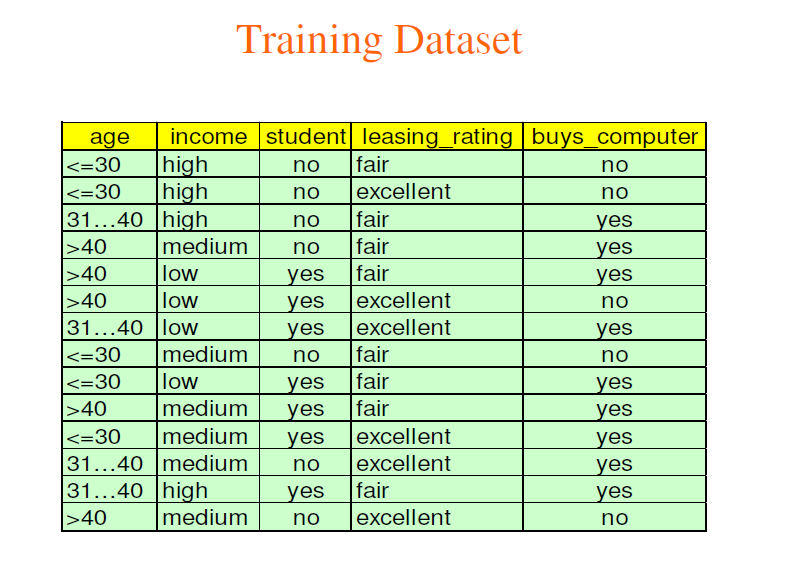 Training Dataset
age income student leasing_rating buys_computer
<=30 high no fair no
<=30 high no excellent no
31…40 high no fair yes
>40 medium no fair yes
>40 low yes fair yes
>40 low yes excellent no
31…40 low yes excellent yes
<=30 medium no fair no
<=30 low yes fair yes
>40 medium yes fair yes
<=30 medium yes excellent yes
31…40 medium no excellent yes
31…40 high yes fair yes
>40 medium no excellent no